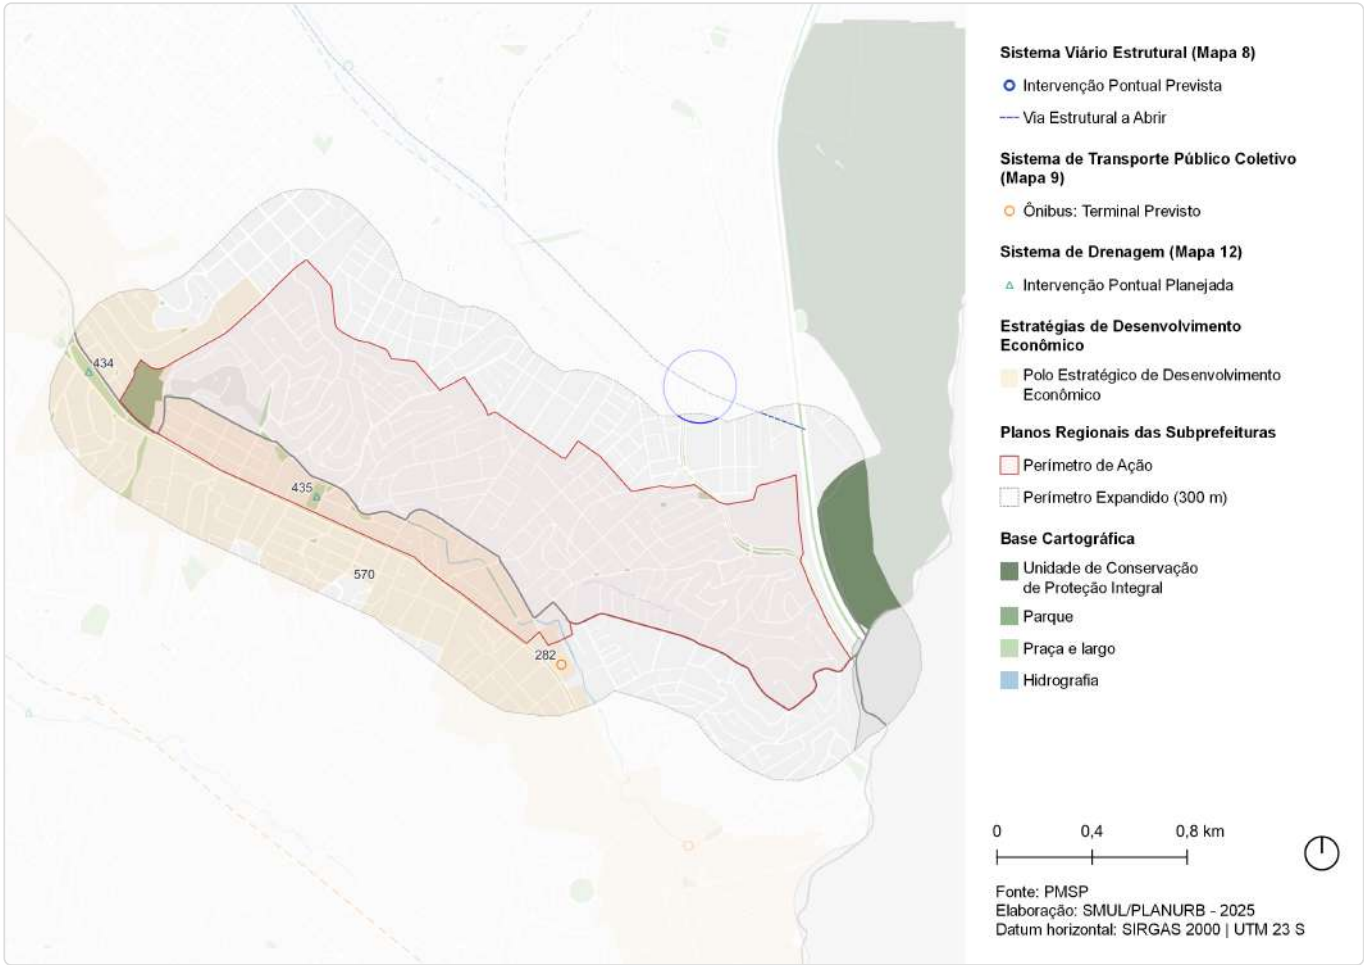 Sistema Viário Estrutural (Mapa 8)
Intervenção Pontual Prevista
Via Estrutural a Abrir
Sistema de Transporte Público Coletivo
(Mapa 9)
Ônibus: Terminal Previsto
Sistema de Drenagem (Mapa 12)
Intervenção Pontual Planejada
Estratégias de Desenvolvimento
Econômico
Polo Estratégico de Desenvolvimento
Econômico
Planos Regionais das Subprefeituras
Perímetro de Ação
Perímetro Expandido (300 m)
Base Cartográfica
Unidade de Conservação
de Proteção Integral
Parque
Praça e largo
Hidrografia
434
435
570
282
0 0,4 0,8 km
Fonte: PMSP
Elaboração: SMUL/PLANURB - 2025
Datum horizontal: SIRGAS 2000 | UTM 23 S